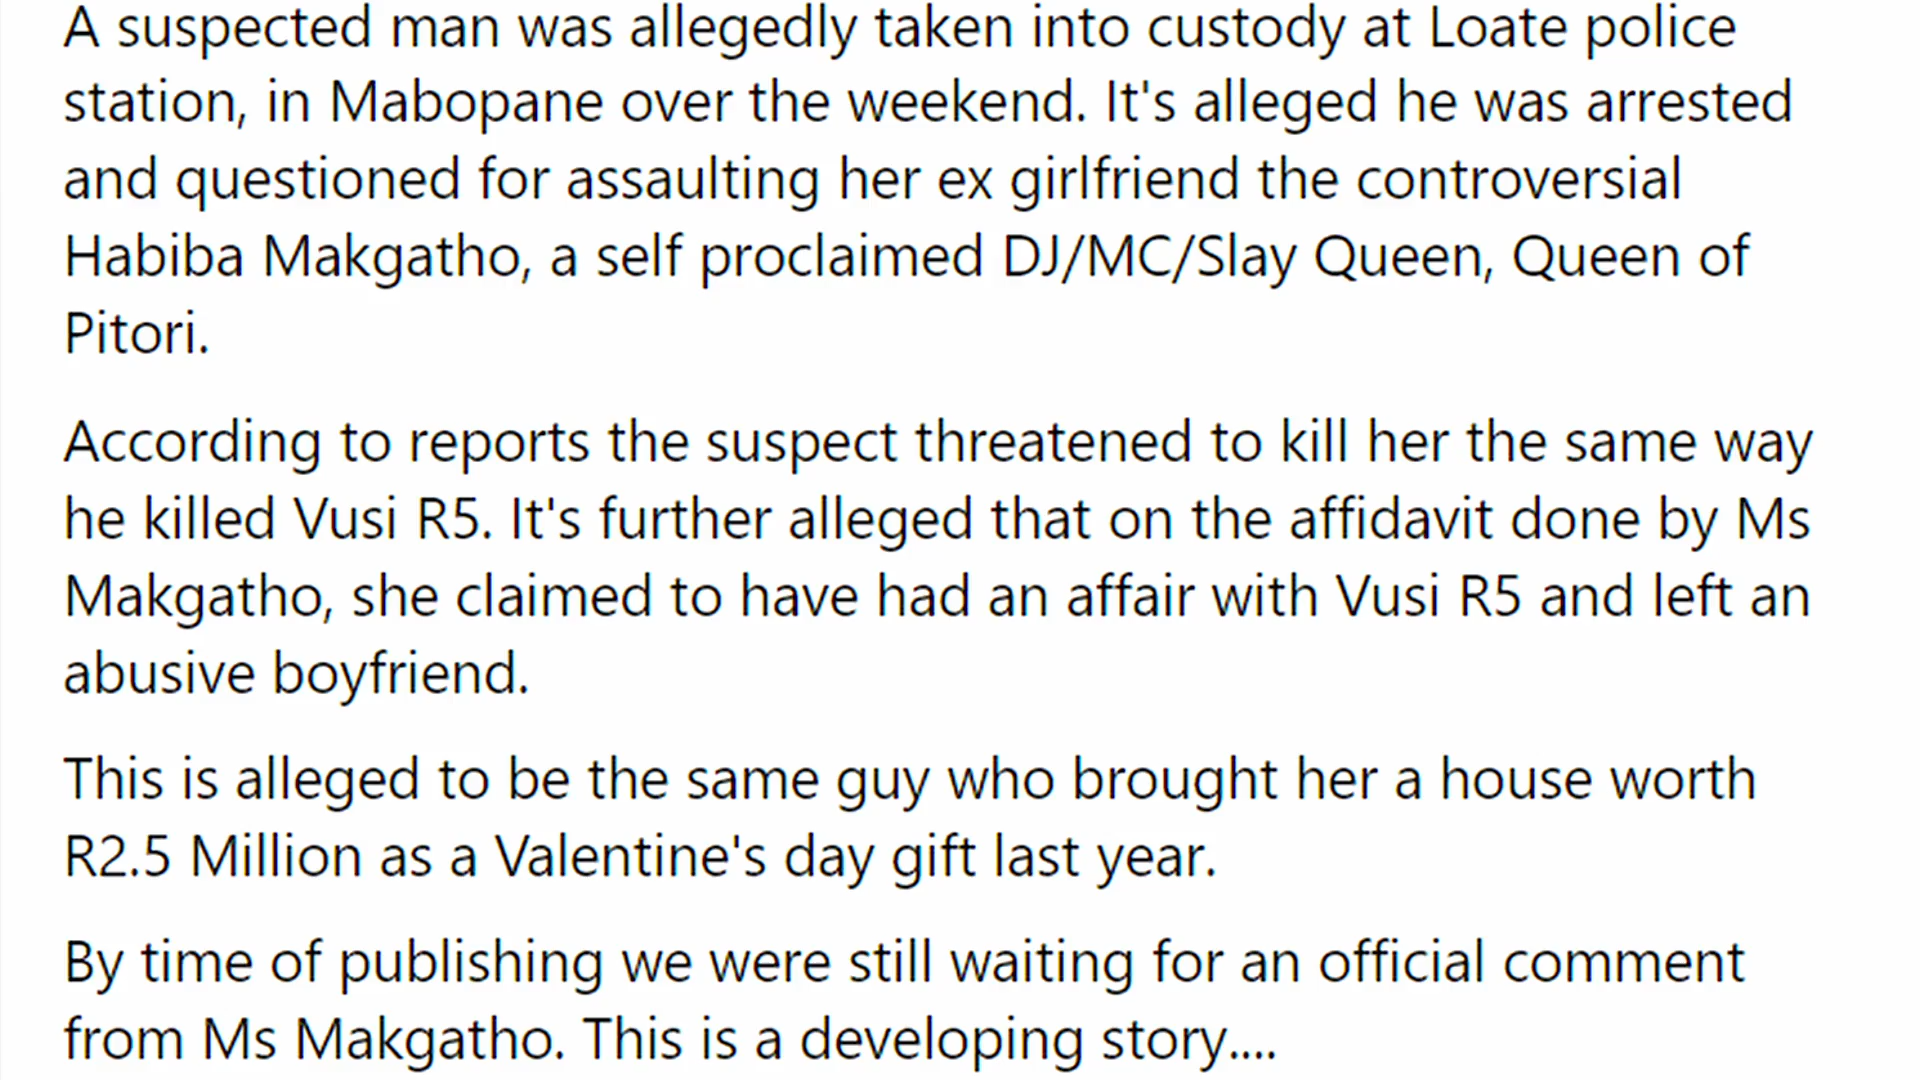 A suspected man was allegedly taken into custody at Loate police
station, in Mabopane over the weekend. It's alleged he was arrested
and questioned for assaulting her ex girlfriend the controversial
Habiba Makgatho, a self proclaimed DJ/MC/Slay Queen, Queen of
Pitori.
According to reports the suspect threatened to kill her the same way
he killed Vusi R5. It's further alleged that on the affidavit done by Ms
Makgatho, she claimed to have had an affair with Vusi R5 and left an
abusive boyfriend.
This is alleged to be the same guy who brought her a house worth
R2.5 Million as a Valentine's day gift last year.
By time of publishing we were still waiting for an official comment
from Ms Makgatho. This is a developing story....